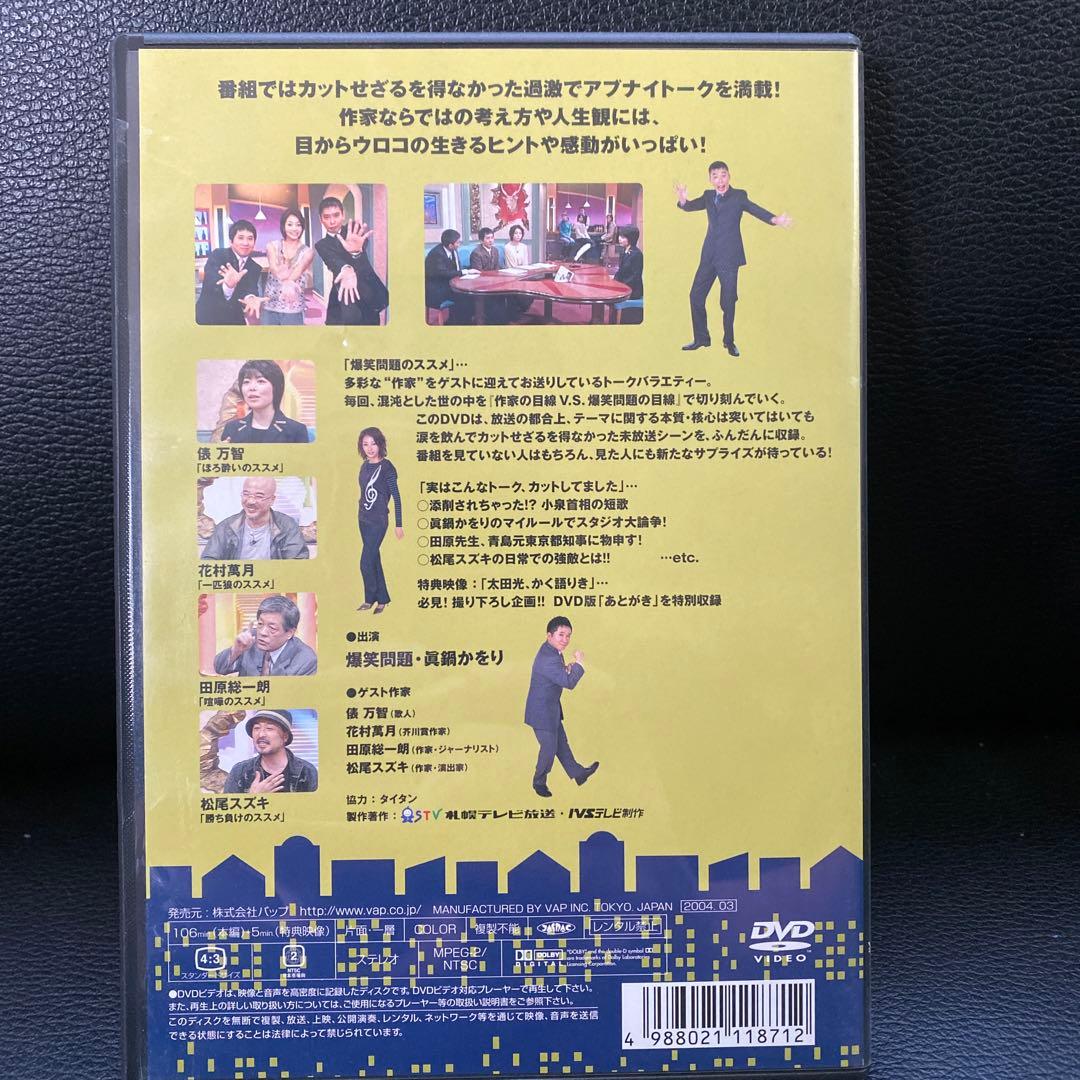 番組ではカットせざるを得なかった過激でアブナイトークを満載！
作家ならではの考え方や人生観には、
目からウロコの生きるヒントや感動がいっぱい！
「爆笑問題のススメ」…
多彩な“作家”をゲストに迎えてお送りしているトークバラエティー。
毎回、混沌とした世の中を『作家の目線 V.S. 爆笑問題の目線』で切り刻んでいく。
このDVDは、放送の都合上、テーマに関する本質・核心は突いてはいても
涙を飲んでカットせざるを得なかった未放送シーンを、ふんだんに収録。
番組を見ていない人はもちろん、見た人にも新たなサプライズが待っている！
俵 万智
「ほろ酔いのススメ」
花村萬月
「一匹狼のススメ」
田原総一朗
「喧嘩のススメ」
松尾スズキ
「勝ち負けのススメ」
「実はこんなトーク、カットしてました」…
○添削されちゃった!? 小泉首相の短歌
○眞鍋かをりのマイルールでスタジオ大論争！
○田原先生、青島元東京都知事に物申す！
○松尾スズキの日常での強敵とは!! …etc.
特典映像：「太田光、かく語りき」…
必見！撮り下ろし企画!! DVD版「あとがき」を特別収録
●出演
爆笑問題・眞鍋かをり
●ゲスト作家
俵 万智（歌人）
花村萬月（芥川賞作家）
田原総一朗（作家・ジャーナリスト）
松尾スズキ（作家・演出家）
協力：タイタン
製作著作：STV 札幌テレビ放送・IVSテレビ制作
発売元：株式会社バップ http://www.vap.co.jp/ MANUFACTURED BY VAP INC. TOKYO. JAPAN 2004.03
106min（本編）+5min（特典映像） 片面・一層 COLOR 複製不能 レンタル禁止
4:3 スタンダードサイズ 2 NTSC 日本市場向 ステレオ MPEG-2/NTSC DOLBY DIGITAL "DOLBY" and the double-D symbol are trademarks of Dolby Laboratories Licensing Corporation.
DVD VIDEO
●DVDビデオは、映像と音声を高密度に記録したディスクです。DVDビデオ対応プレーヤーで再生して下さい。
また、再生上の詳しい取り扱い方については、ご使用になるプレーヤー等の取扱い説明書をご参照下さい。
このディスクを無断で複製、放送、上映、公開演奏、レンタル、ネットワーク等を通じて映像、音声を送信
できる状態にすることは法律によって禁じられています。
4 988021 118712